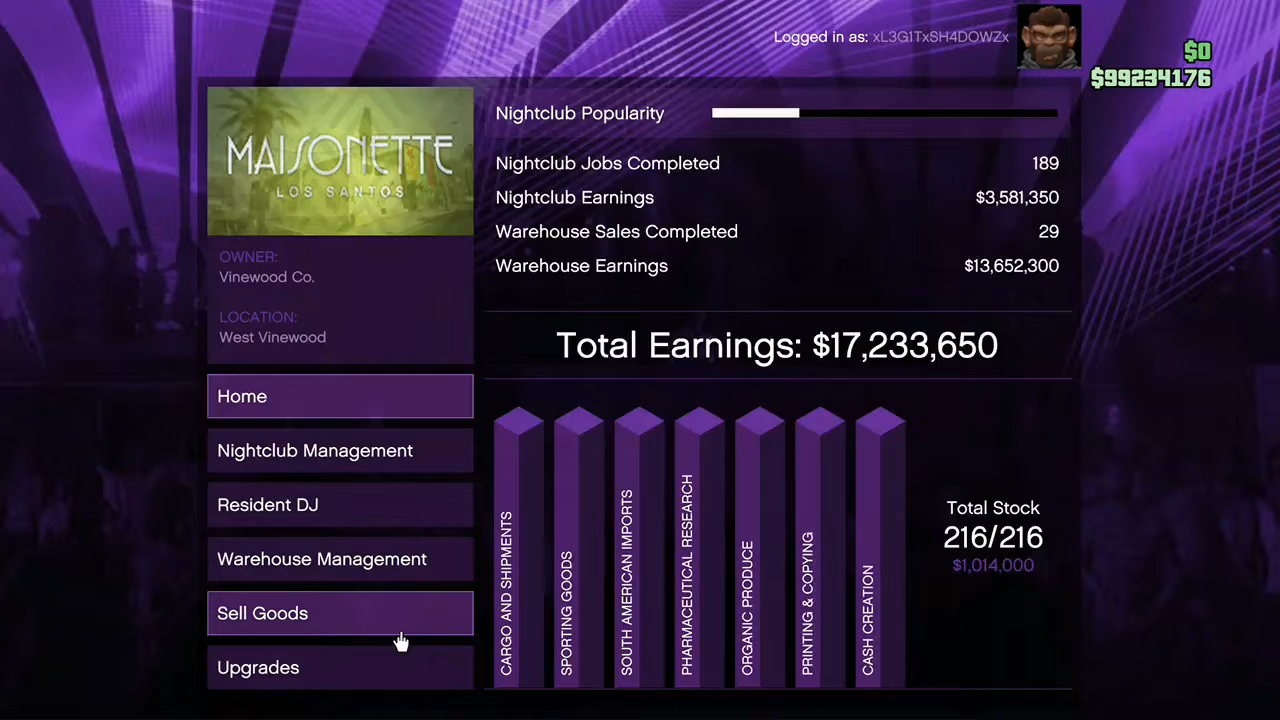 Logged in as: xL3G1TxSH4DOWZx
$0
$99234176
MAISONETTE
LOS SANTOS
OWNER:
Vinewood Co.
LOCATION:
West Vinewood
Home
Nightclub Management
Resident DJ
Warehouse Management
Sell Goods
Upgrades
Nightclub Popularity
Nightclub Jobs Completed 189
Nightclub Earnings $3,581,350
Warehouse Sales Completed 29
Warehouse Earnings $13,652,300
Total Earnings: $17,233,650
CARGO AND SHIPMENTS
SPORTING GOODS
SOUTH AMERICAN IMPORTS
PHARMACEUTICAL RESEARCH
ORGANIC PRODUCE
PRINTING & COPYING
CASH CREATION
Total Stock
216/216
$1,014,000